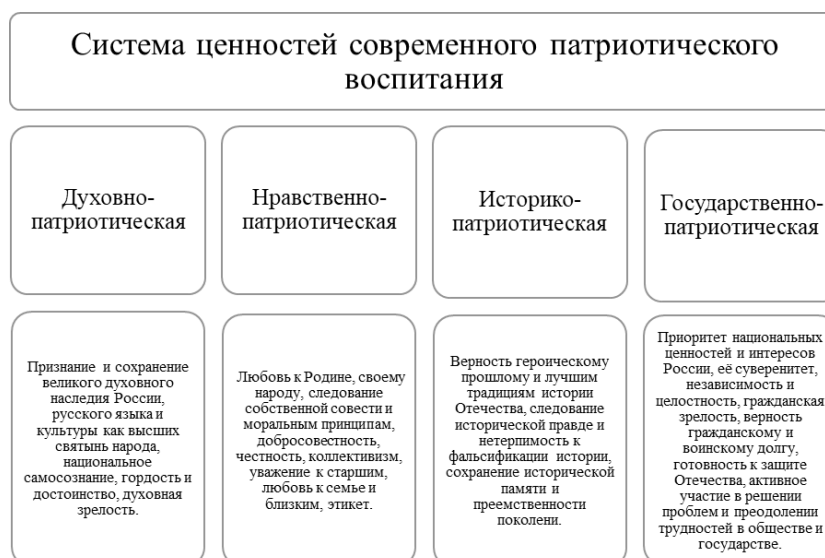 Система ценностей современного патриотического
воспитания
Духовно-
патриотическая
Нравственно-
патриотическая
Историко-
патриотическая
Государственно-
патриотическая
Признание и сохранение
великого духовного
наследия России,
русского языка и
культуры как высших
святынь народа,
национальное
самосознание, гордость и
достоинство, духовная
зрелость.
Любовь к Родине, своему
народу, следование
собственной совести и
моральным принципам,
добросовестность,
честность, коллективизм,
уважение к старшим,
любовь к семье и
близким, этикет.
Верность героическому
прошлому и лучшим
традициям истории
Отечества, следование
исторической правде и
нетерпимость к
фальсификации истории,
сохранение исторической
памяти и
преемственности
поколени.
Приоритет национальных
ценностей и интересов
России, её суверенитет,
независимость и
целостность, гражданская
зрелость, верность
гражданскому и
воинскому долгу,
готовность к защите
Отечества, активное
участие в решении
проблем и преодолении
трудностей в обществе и
государстве.